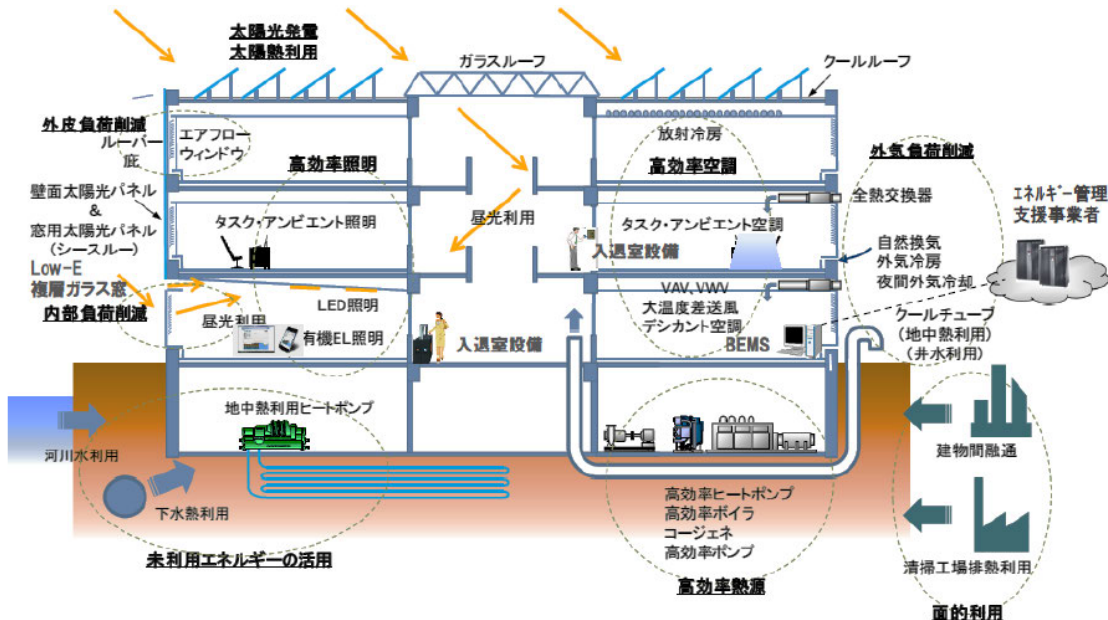 太陽光発電
太陽熱利用
ガラスルーフ
クールルーフ
外皮負荷削減
ルーバー
庇
エアフロー
ウィンドウ
高効率照明
放射冷房
高効率空調
外気負荷削減
壁面太陽光パネル
&
窓用太陽光パネル
(シースルー)
タスク・アンビエント照明
昼光利用
入退室設備
タスク・アンビエント空調
全熱交換器
エネルギー管理
支援事業者
自然換気
外気冷房
夜間外気冷却
Low-E
複層ガラス窓
内部負荷削減
昼光利用
LED照明
有機EL照明
入退室設備
VAV、VWV
大温度差送風
デシカント空調
BEMS
クールチューブ
(地中熱利用)
(井水利用)
地中熱利用ヒートポンプ
河川水利用
下水熱利用
未利用エネルギーの活用
高効率ヒートポンプ
高効率ボイラ
コージェネ
高効率ポンプ
高効率熱源
建物間融通
清掃工場排熱利用
面的利用